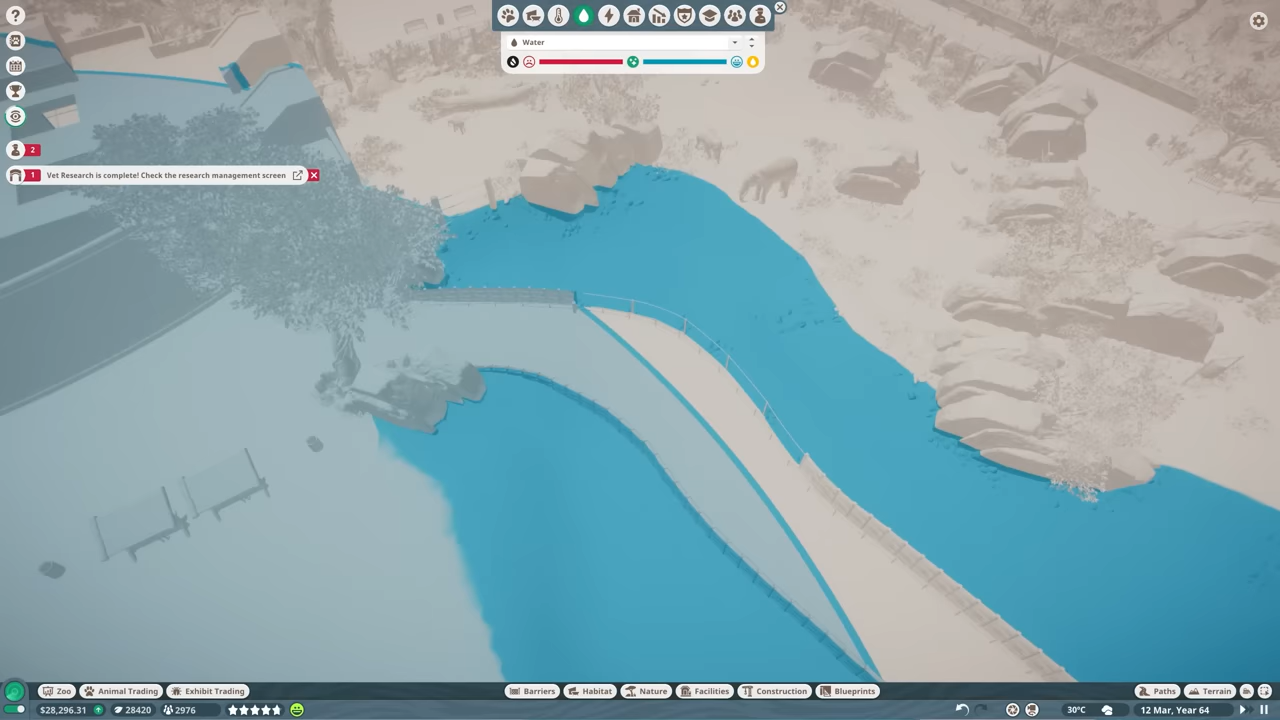 Water
2
1 Vet Research is complete! Check the research management screen
Zoo Animal Trading Exhibit Trading Barriers Habitat Nature Facilities Construction Blueprints Paths Terrain
$28,296.31 28420 2976 30°C 12 Mar, Year 64